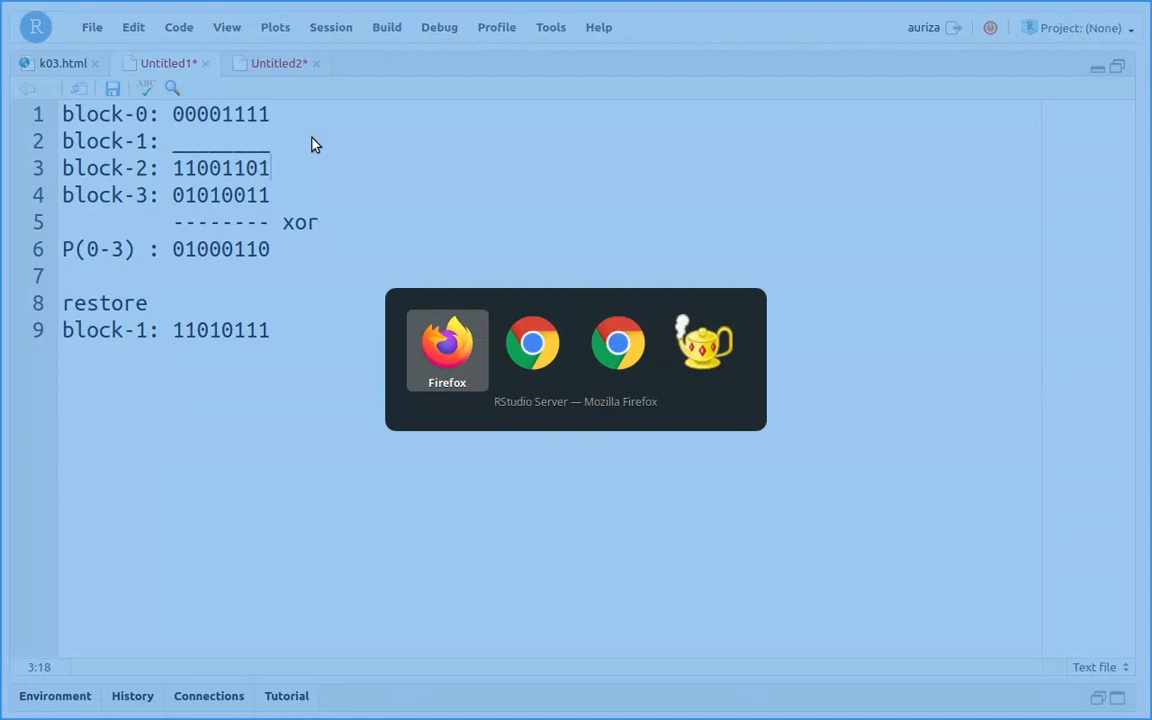 R File Edit Code View Plots Session Build Debug Profile Tools Help auriza Project: (None)
k03.html Untitled1* Untitled2*
ABC
1 block-0: 00001111
2 block-1: ________
3 block-2: 11001101
4 block-3: 01010011
5 -------- xor
6 P(0-3) : 01000110
7
8 restore
9 block-1: 11010111
Firefox
RStudio Server — Mozilla Firefox
3:18 Text file
Environment History Connections Tutorial